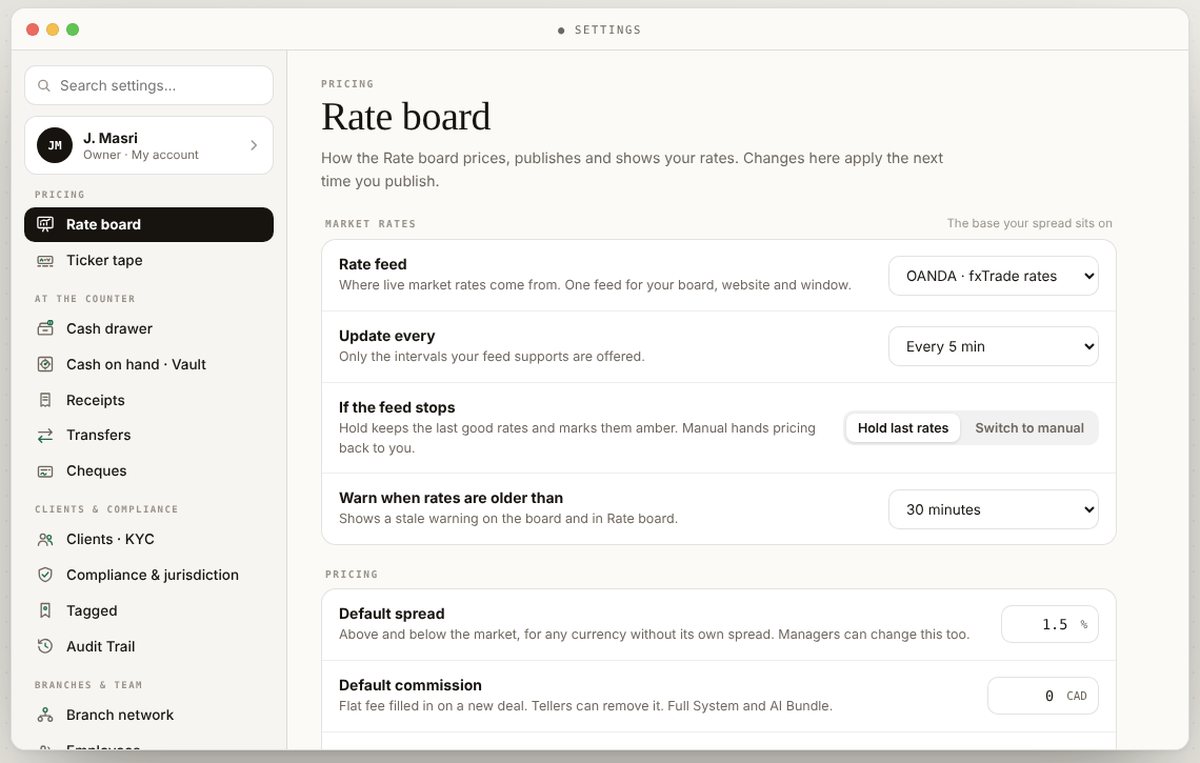 ● SETTINGS
Search settings...
JM
J. Masri
Owner · My account
PRICING
Rate board
Ticker tape
AT THE COUNTER
Cash drawer
Cash on hand · Vault
Receipts
Transfers
Cheques
CLIENTS & COMPLIANCE
Clients · KYC
Compliance & jurisdiction
Tagged
Audit Trail
BRANCHES & TEAM
Branch network
Employees
PRICING
Rate board
How the Rate board prices, publishes and shows your rates. Changes here apply the next
time you publish.
MARKET RATES
The base your spread sits on
Rate feed
Where live market rates come from. One feed for your board, website and window.
OANDA · fxTrade rates
Update every
Only the intervals your feed supports are offered.
Every 5 min
If the feed stops
Hold keeps the last good rates and marks them amber. Manual hands pricing
back to you.
Hold last rates
Switch to manual
Warn when rates are older than
Shows a stale warning on the board and in Rate board.
30 minutes
PRICING
Default spread
Above and below the market, for any currency without its own spread. Managers can change this too.
1.5 %
Default commission
Flat fee filled in on a new deal. Tellers can remove it. Full System and AI Bundle.
0 CAD